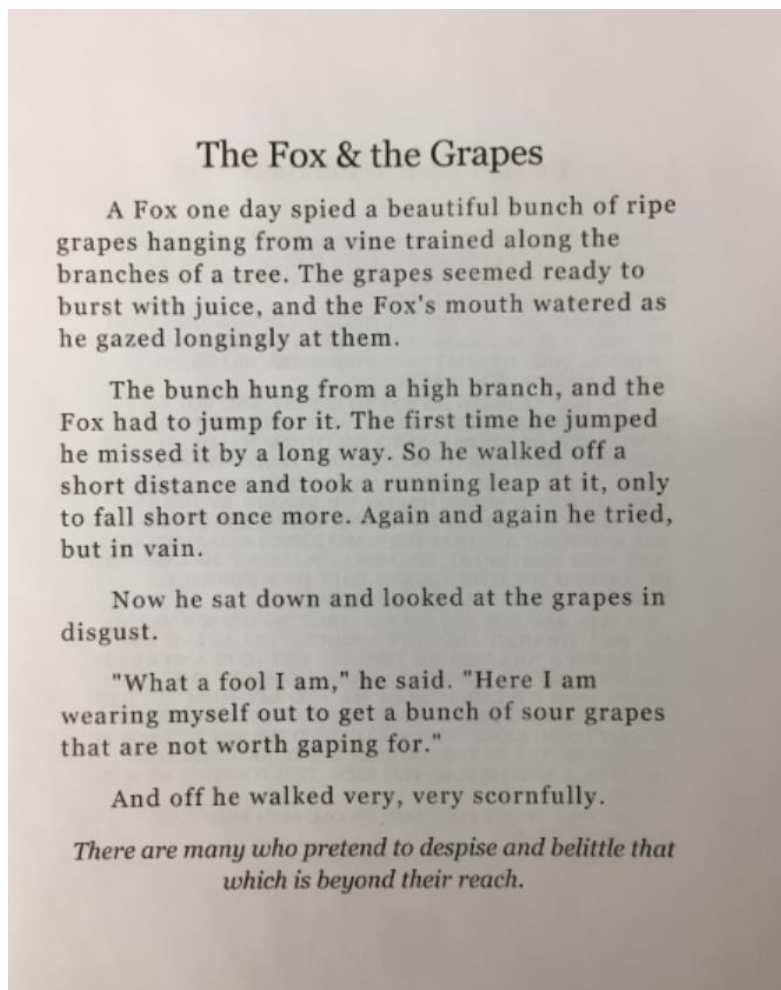 The Fox & the Grapes
A Fox one day spied a beautiful bunch of ripe
grapes hanging from a vine trained along the
branches of a tree. The grapes seemed ready to
burst with juice, and the Fox's mouth watered as
he gazed longingly at them.
The bunch hung from a high branch, and the
Fox had to jump for it. The first time he jumped
he missed it by a long way. So he walked off a
short distance and took a running leap at it, only
to fall short once more. Again and again he tried,
but in vain.
Now he sat down and looked at the grapes in
disgust.
"What a fool I am," he said. "Here I am
wearing myself out to get a bunch of sour grapes
that are not worth gaping for."
And off he walked very, very scornfully.
There are many who pretend to despise and belittle that
which is beyond their reach.